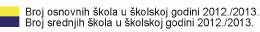 Broj osnovnih škola u školskoj godini 2012./2013.
Broj srednjih škola u školskoj godini 2012./2013.